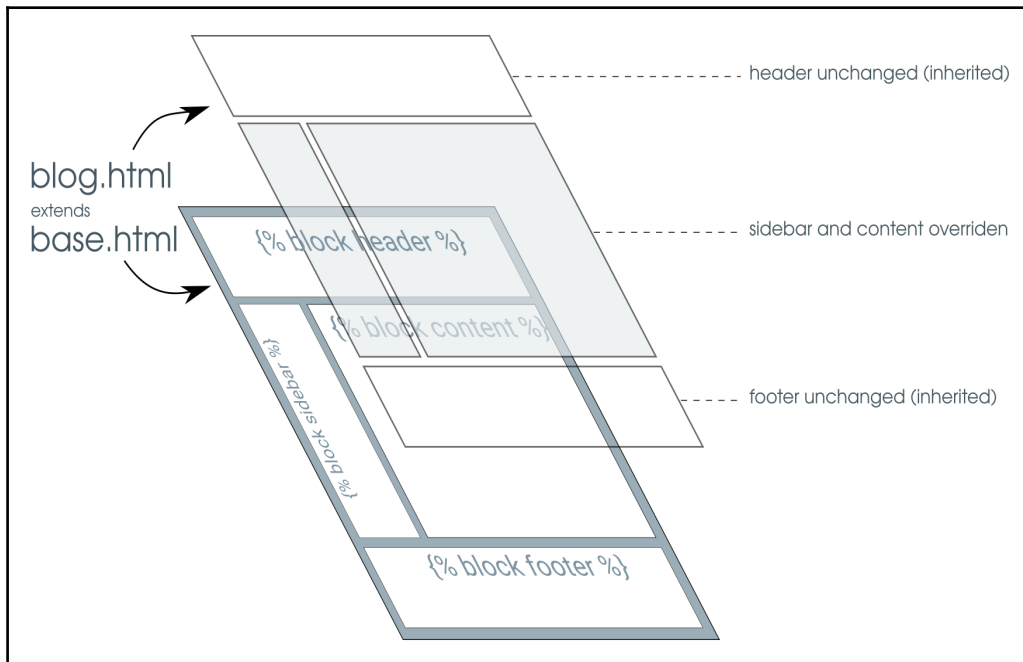 header unchanged (inherited)
blog.html
extends
base.html
{% block header %}
sidebar and content overriden
{% block content %}
{% block sidebar %}
footer unchanged (inherited)
{% block footer %}